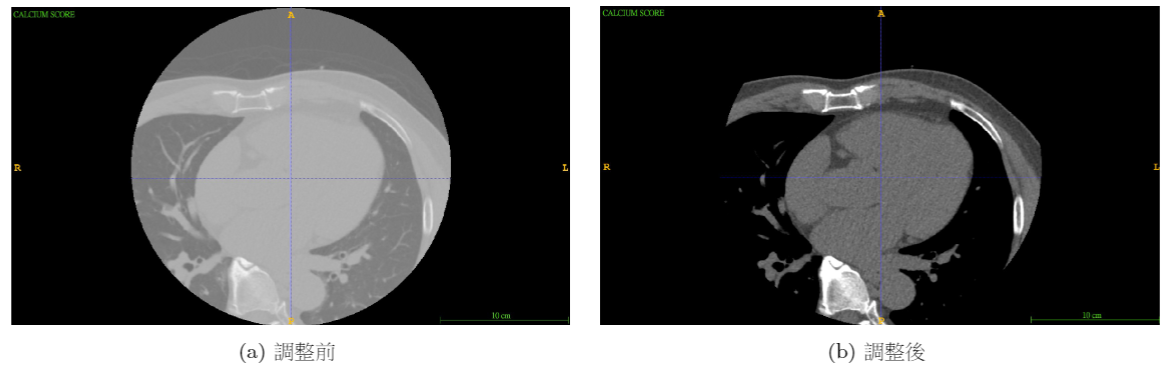 CALCIUM SCORE
A
R
L
10 cm
CALCIUM SCORE
A
R
L
P
10 cm
(a) 調整前
(b) 調整後